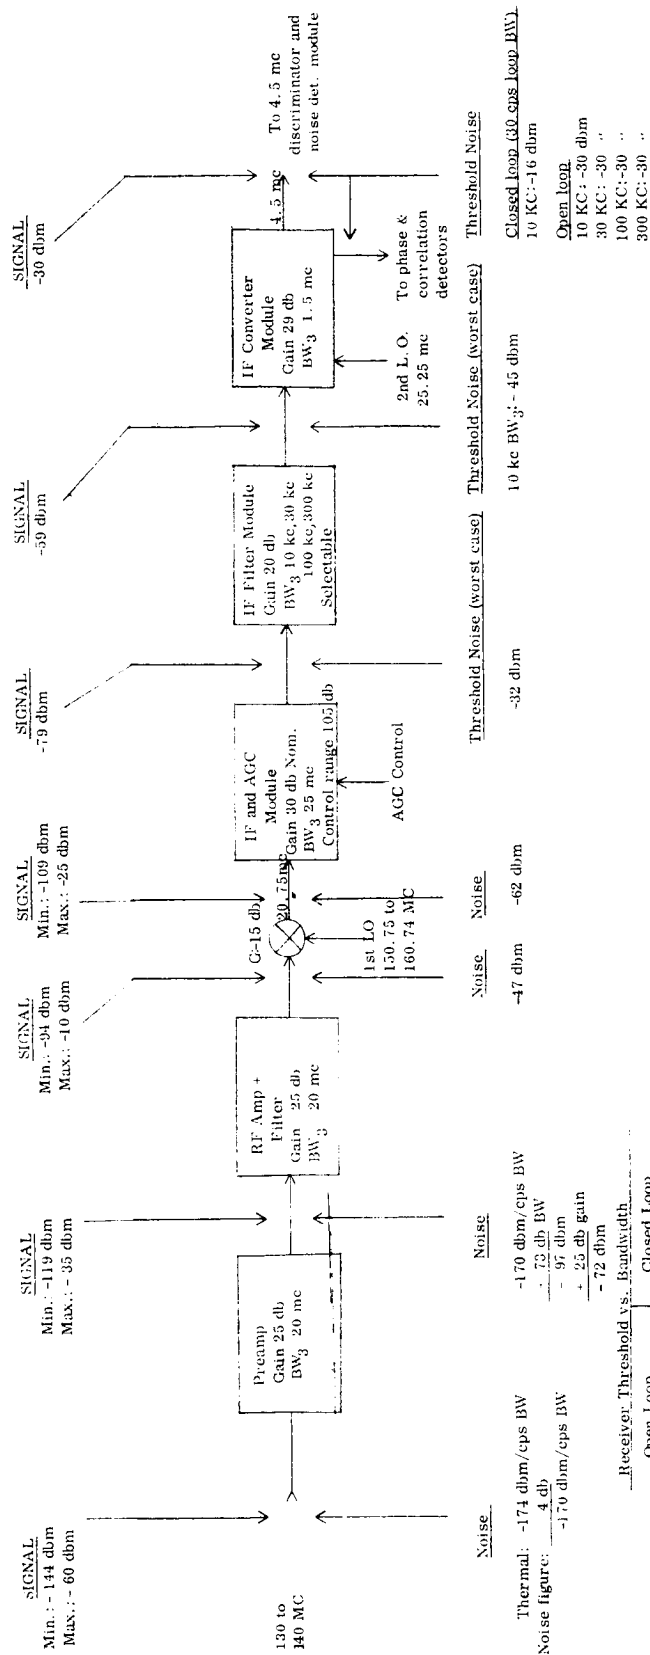 SIGNAL
Min.: - 144 dbm
Max.: - 60 dbm
SIGNAL
Min.: -119 dbm
Max.: - 35 dbm
SIGNAL
Min.: -94 dbm
Max.: -10 dbm
SIGNAL
Min.: -109 dbm
Max.: -25 dbm
SIGNAL
-79 dbm
SIGNAL
-59 dbm
SIGNAL
-30 dbm
130 to
140 MC
Preamp
Gain 25 db
BW3 20 mc
RF Amp +
Filter
Gain 25 db
BW3 20 mc
G=-15 db
20.75mc
1st LO
150.75 to
160.74 MC
IF and AGC
Module
Gain 30 db Nom.
BW3 25 mc
Control range 105 db
AGC Control
IF Filter Module
Gain 20 db
BW3 10 kc,30 kc
100 kc,300 kc
Selectable
IF Converter
Module
Gain 29 db
BW3 1.5 mc
2nd L.O.
25.25 mc
To phase &
correlation
detectors
4.5 mc
To 4.5 mc
discriminator and
noise det. module
Noise
Thermal: -174 dbm/cps BW
Noise figure: 4 db
-170 dbm/cps BW
Noise
-170 dbm/cps BW
+ 73 db BW
- 97 dbm
+ 25 db gain
- 72 dbm
Noise
-47 dbm
Noise
-62 dbm
Threshold Noise (worst case)
-32 dbm
Threshold Noise (worst case)
10 kc BW3: - 45 dbm
Threshold Noise
Closed loop (30 cps loop BW)
10 KC:-16 dbm
Open loop
10 KC: -30 dbm
30 KC: -30 "
100 KC:-30 "
300 KC:-30 "
Receiver Threshold vs. Bandwidth
Open Loop Closed Loop